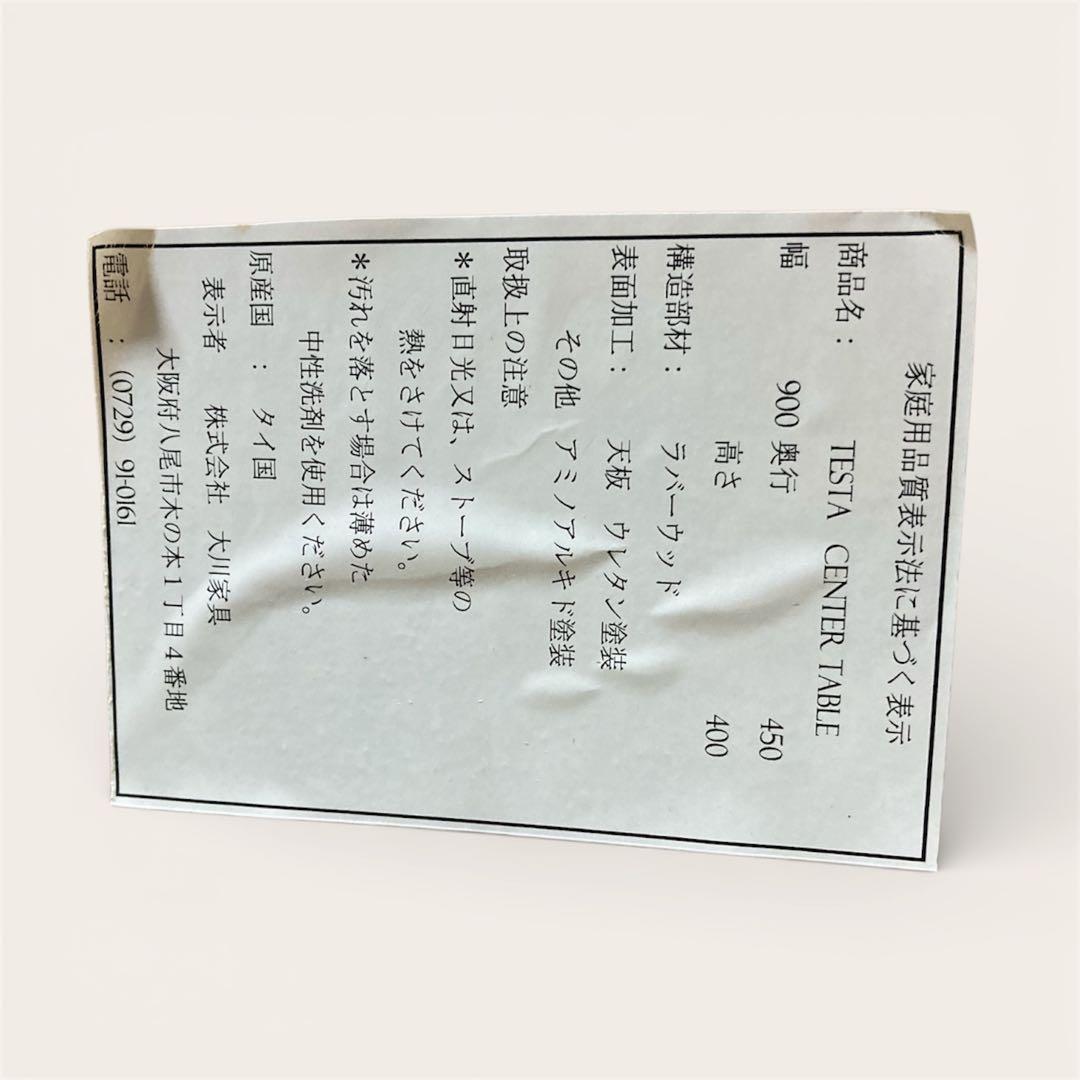 家庭用品質表示法に基づく表示
商品名： TESTA CENTER TABLE
幅 900 奥行 450
高さ 400
構造部材： ラバーウッド
表面加工： 天板 ウレタン塗装
その他 アミノアルキド塗装
取扱上の注意
＊直射日光又は、ストーブ等の
熱をさけてください。
＊汚れを落とす場合は薄めた
中性洗剤を使用ください。
原産国 ： タイ国
表示者 株式会社 大川家具
大阪府八尾市木の本１丁目４番地
電話 ： (0729) 91-0161